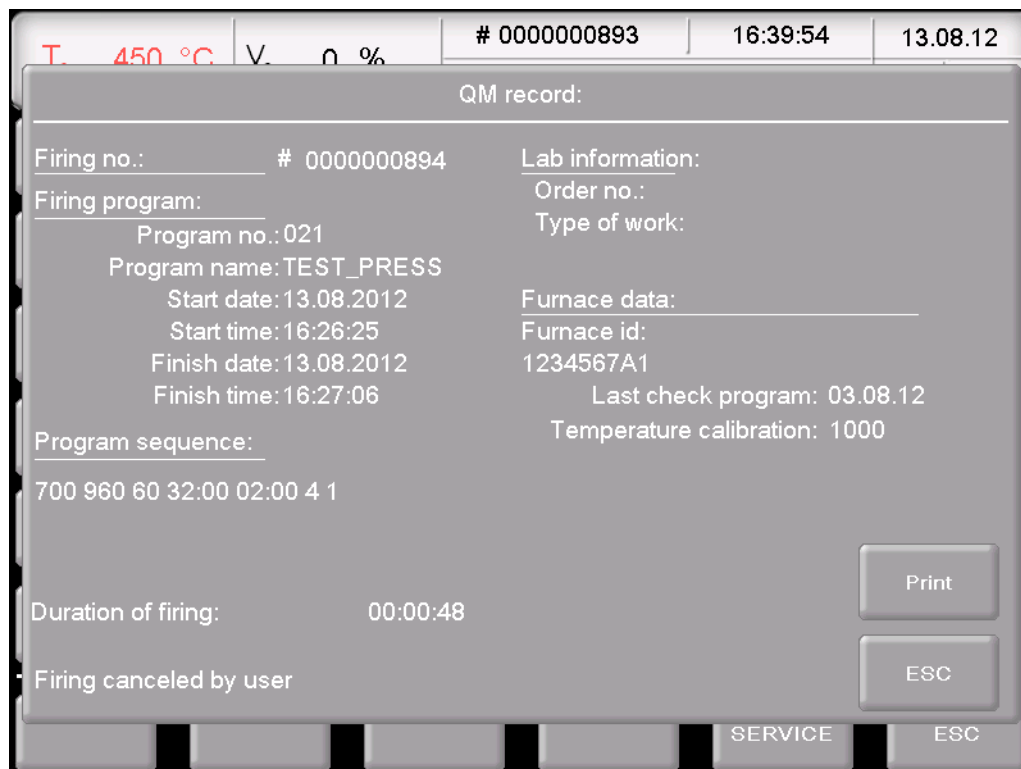 # 0000000893 16:39:54 13.08.12
T. 450 °C V. 0 %
QM record:
Firing no.: # 0000000894
Firing program:
Program no.: 021
Program name: TEST_PRESS
Start date: 13.08.2012
Start time: 16:26:25
Finish date: 13.08.2012
Finish time: 16:27:06
Program sequence:
700 960 60 32:00 02:00 4 1
Duration of firing: 00:00:48
Firing canceled by user
Lab information:
Order no.:
Type of work:
Furnace data:
Furnace id:
1234567A1
Last check program: 03.08.12
Temperature calibration: 1000
Print
ESC
SERVICE ESC